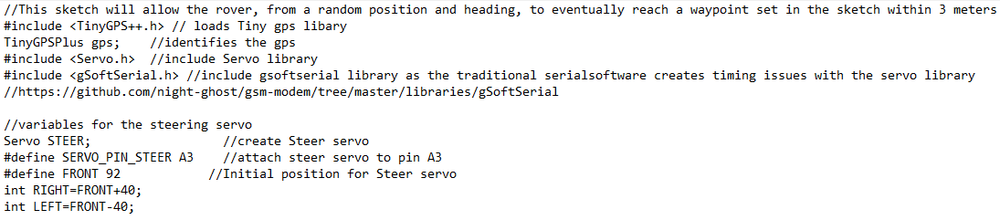 //This sketch will allow the rover, from a random position and heading, to eventually reach a waypoint set in the sketch within 3 meters
#include <TinyGPS++.h> // loads Tiny gps libary
TinyGPSPlus gps;    //identifies the gps
#include <Servo.h>  //include Servo library
#include <gSoftSerial.h> //include gsoftserial library as the traditional serialsoftware creates timing issues with the servo library
//https://github.com/night-ghost/gsm-modem/tree/master/libraries/gSoftSerial

//variables for the steering servo
Servo STEER;                  //create Steer servo
#define SERVO_PIN_STEER A3    //attach steer servo to pin A3
#define FRONT 92            //Initial position for Steer servo
int RIGHT=FRONT+40;
int LEFT=FRONT-40;